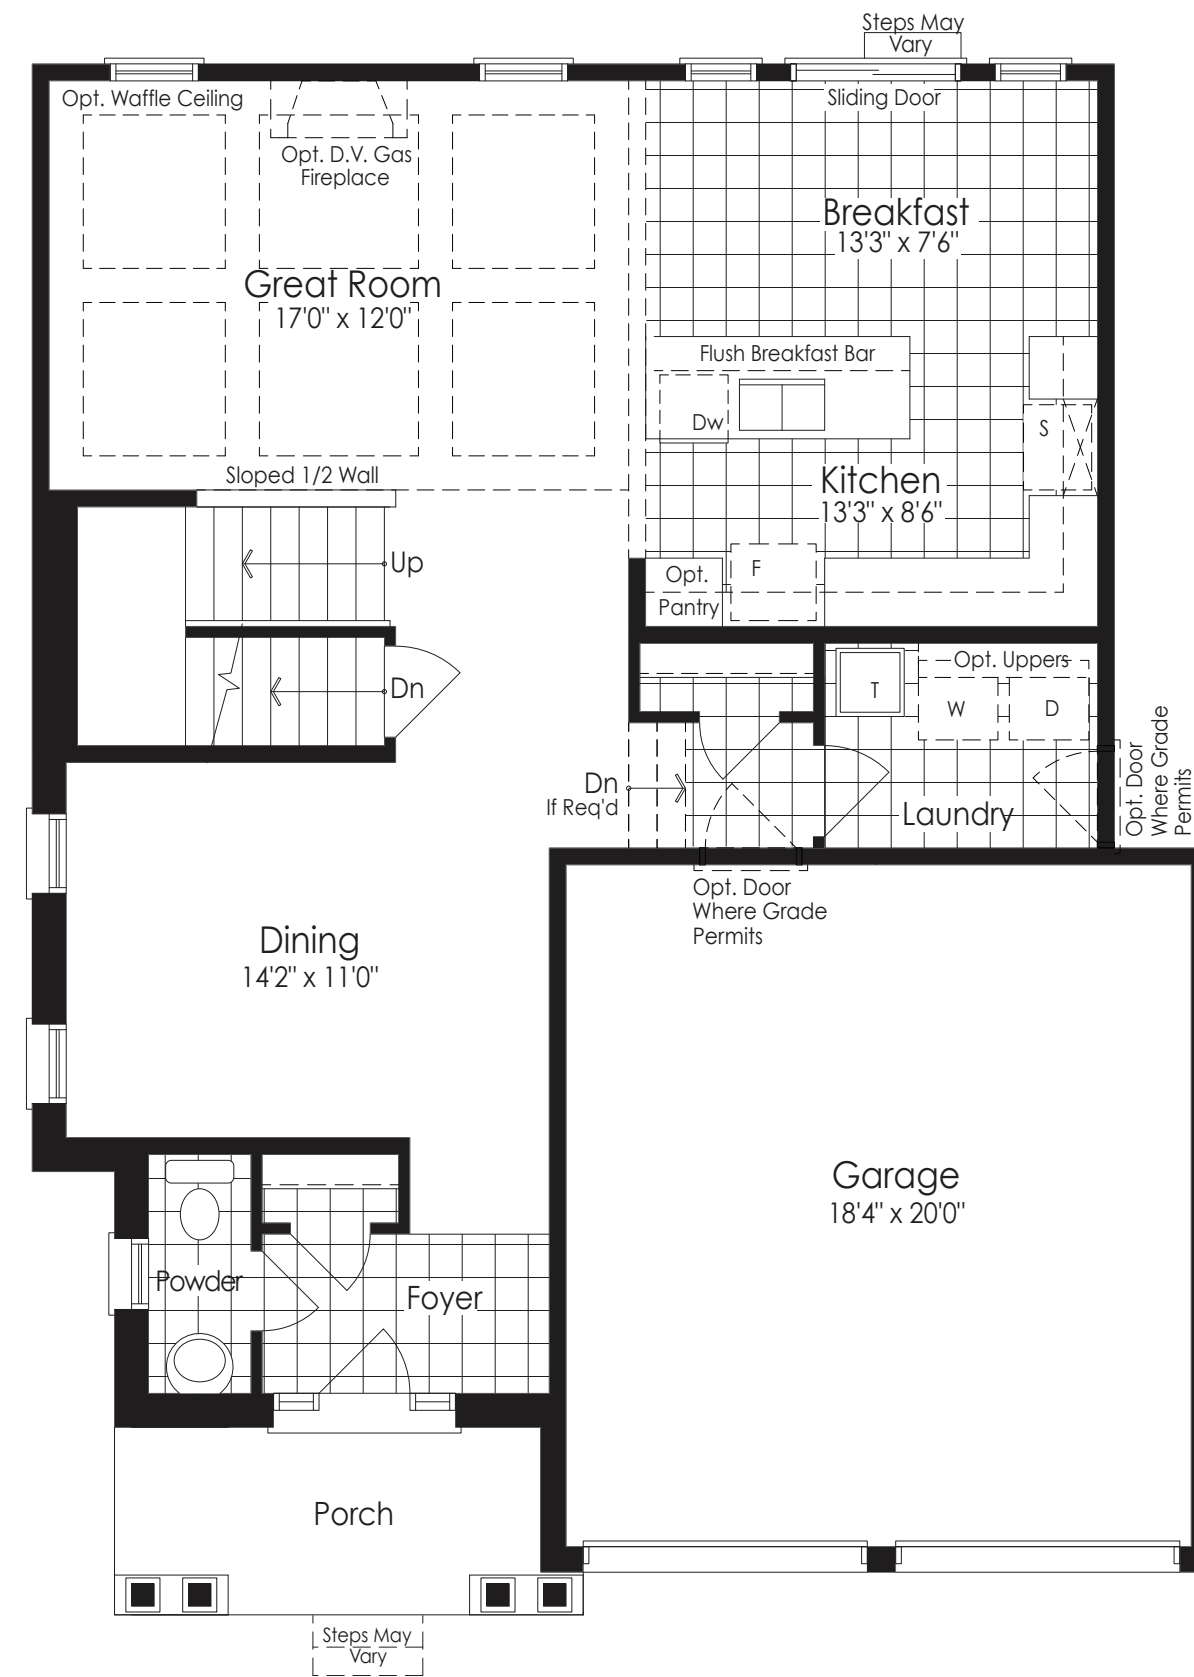 Steps May
Vary
Opt. Waffle Ceiling
Sliding Door
Opt. D.V. Gas
Fireplace
Breakfast
13'3" x 7'6"
Great Room
17'0" x 12'0"
Flush Breakfast Bar
Dw
S
Sloped 1/2 Wall
Kitchen
13'3" x 8'6"
Up
Opt.
Pantry
F
Dn
Opt. Uppers
T
W
D
Dn
If Req'd
Laundry
Opt. Door
Where Grade
Permits
Opt. Door
Where Grade
Permits
Dining
14'2" x 11'0"
Garage
18'4" x 20'0"
Powder
Foyer
Porch
Steps May
Vary